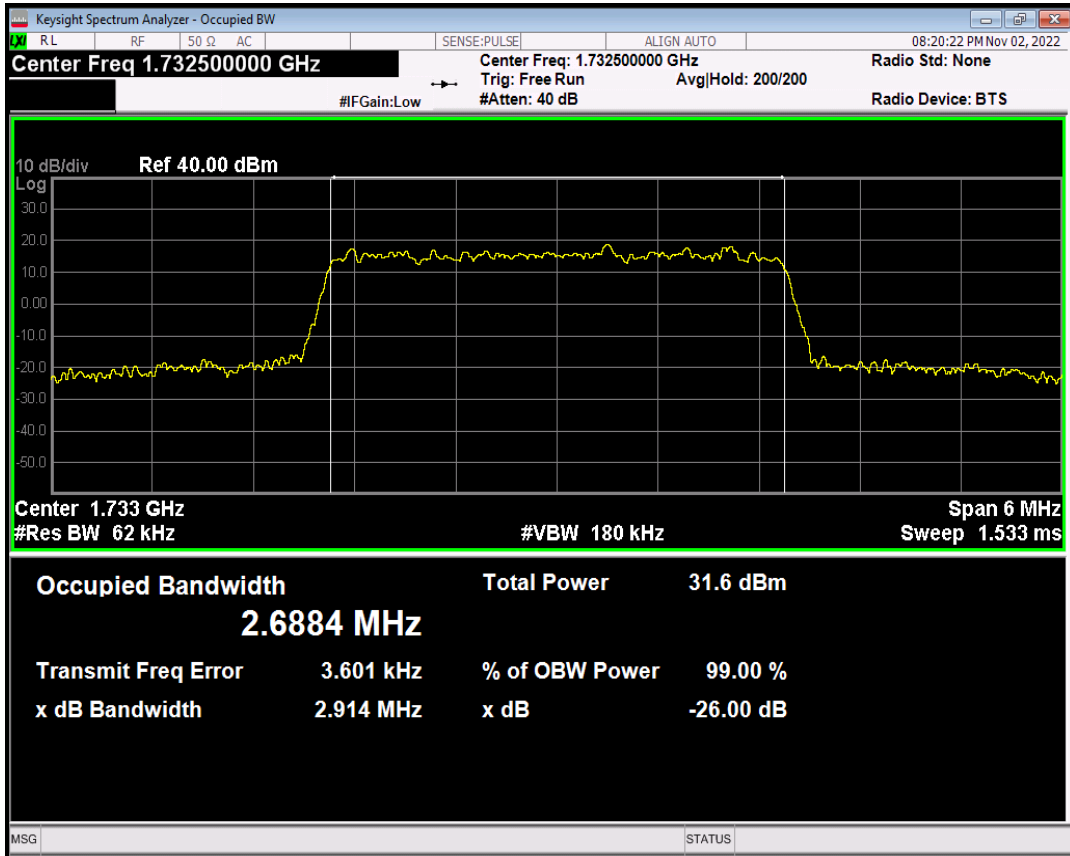 Keysight Spectrum Analyzer - Occupied BW
LXI RL RF 50 Ω AC SENSE:PULSE ALIGN AUTO 08:20:22 PM Nov 02, 2022
Center Freq 1.732500000 GHz Center Freq: 1.732500000 GHz Radio Std: None
Trig: Free Run Avg|Hold: 200/200
#IFGain:Low #Atten: 40 dB Radio Device: BTS
10 dB/div Ref 40.00 dBm
Log
30.0
20.0
10.0
0.00
-10.0
-20.0
-30.0
-40.0
-50.0
Center 1.733 GHz Span 6 MHz
#Res BW 62 kHz #VBW 180 kHz Sweep 1.533 ms
Occupied Bandwidth Total Power 31.6 dBm
2.6884 MHz
Transmit Freq Error 3.601 kHz % of OBW Power 99.00 %
x dB Bandwidth 2.914 MHz x dB -26.00 dB
MSG STATUS